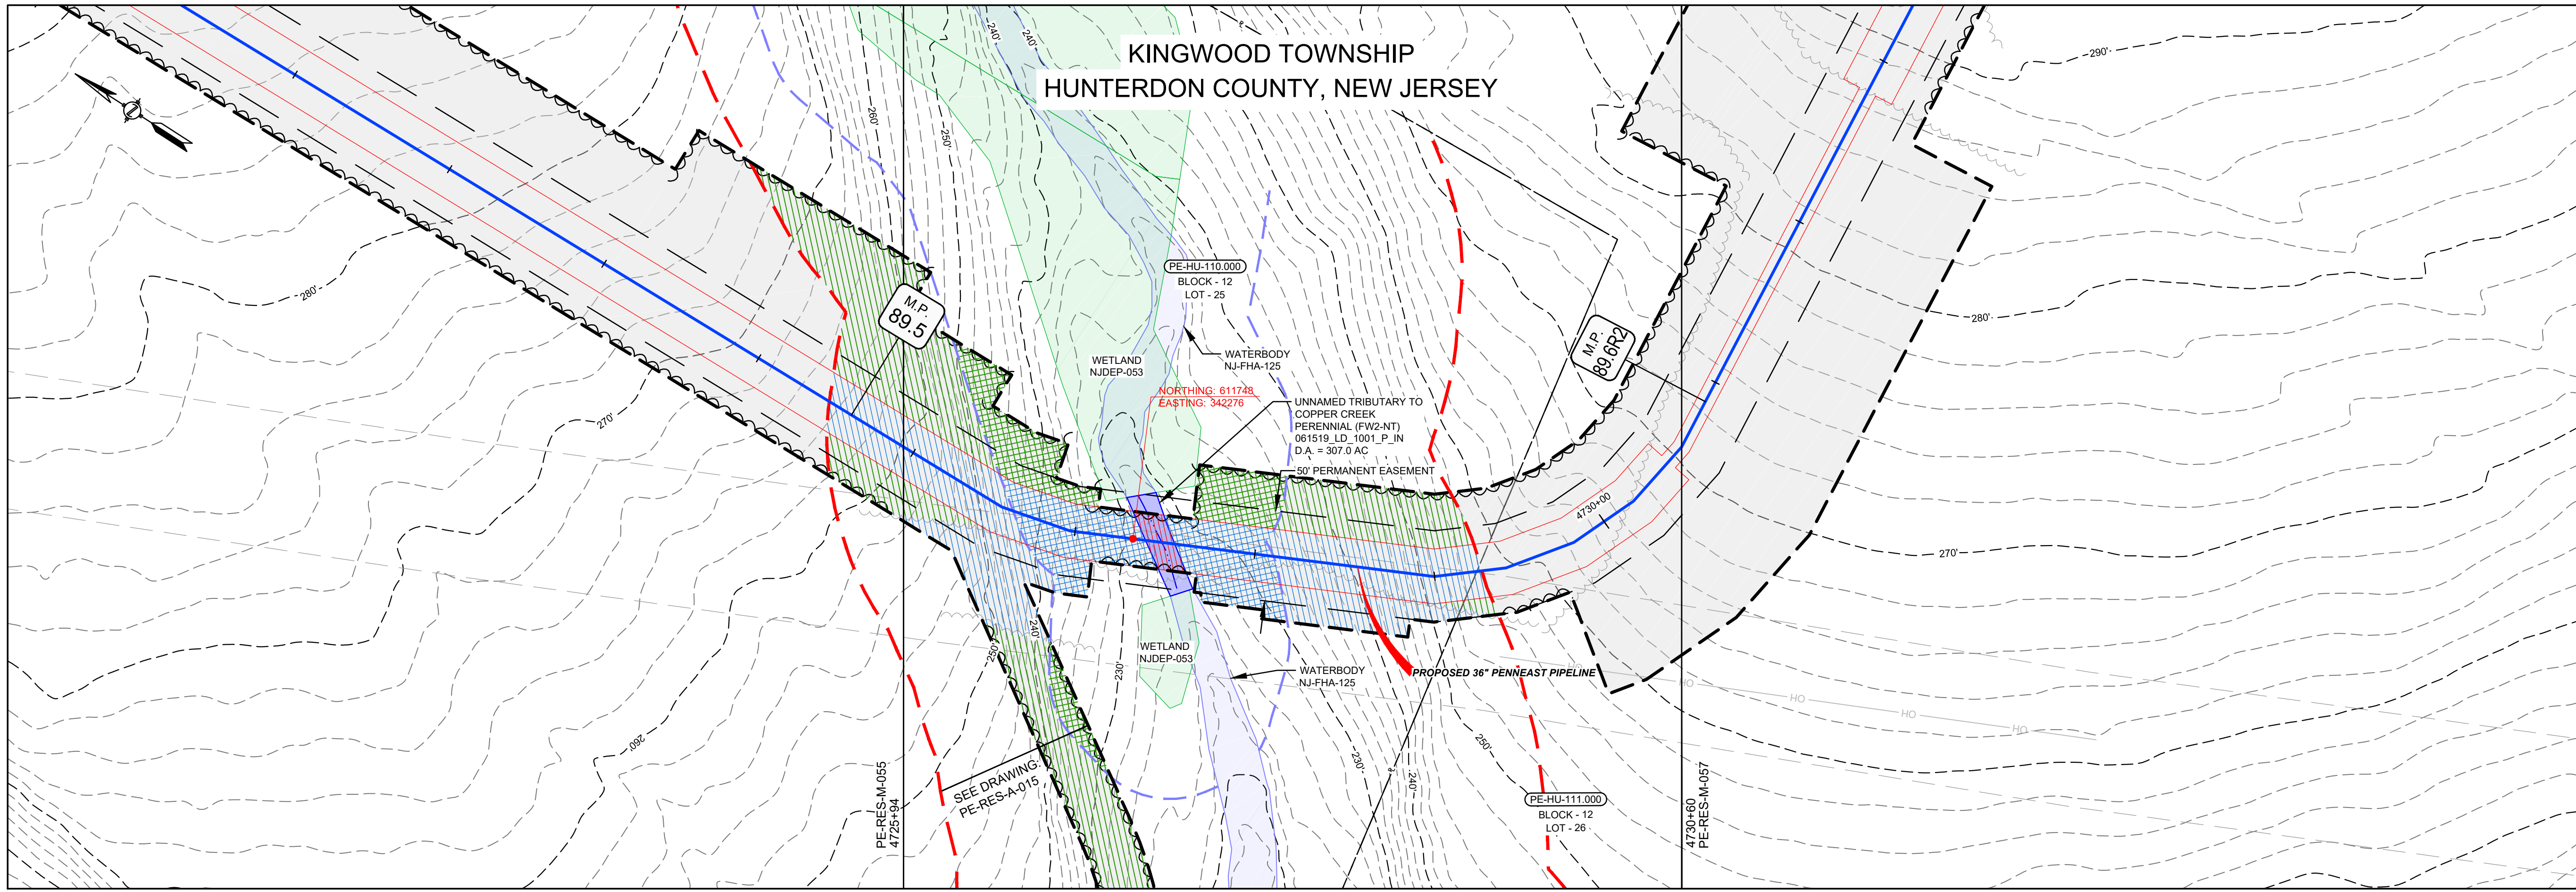 KINGWOOD TOWNSHIP
HUNTERDON COUNTY, NEW JERSEY
240'
240'
260'
250'
290'
280'
270'
260'
280'
270'
M.P.
89.5
M.P.
89.6R2
PE-HU-110.000
BLOCK - 12
LOT - 25
WETLAND
NJDEP-053
WATERBODY
NJ-FHA-125
NORTHING: 611748
EASTING: 342276
UNNAMED TRIBUTARY TO
COPPER CREEK
PERENNIAL (FW2-NT)
061519_LD_1001_P_IN
D.A. = 307.0 AC
50' PERMANENT EASEMENT
4730+00
WETLAND
NJDEP-053
WATERBODY
NJ-FHA-125
PROPOSED 36" PENNEAST PIPELINE
250'
240'
230'
230'
240'
250'
HO
HO
HO
HO
HO
SEE DRAWING:
PE-RES-A-015
PE-RES-M-055
4725+94
PE-HU-111.000
BLOCK - 12
LOT - 26
4730+60
PE-RES-M-057